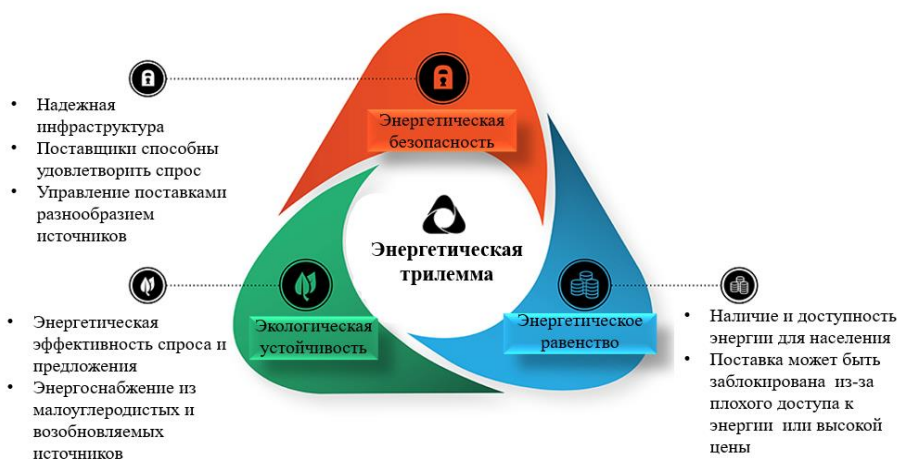 Энергетическая
безопасность
• Надежная
инфраструктура
• Поставщики способны
удовлетворить спрос
• Управление поставками
разнообразием
источников
Энергетическая
трилемма
Экологическая
устойчивость
Энергетическое
равенство
• Энергетическая
эффективность спроса и
предложения
• Энергоснабжение из
малоуглеродистых и
возобновляемых
источников
• Наличие и доступность
энергии для населения
• Поставка может быть
заблокирована из-за
плохого доступа к
энергии или высокой
цены